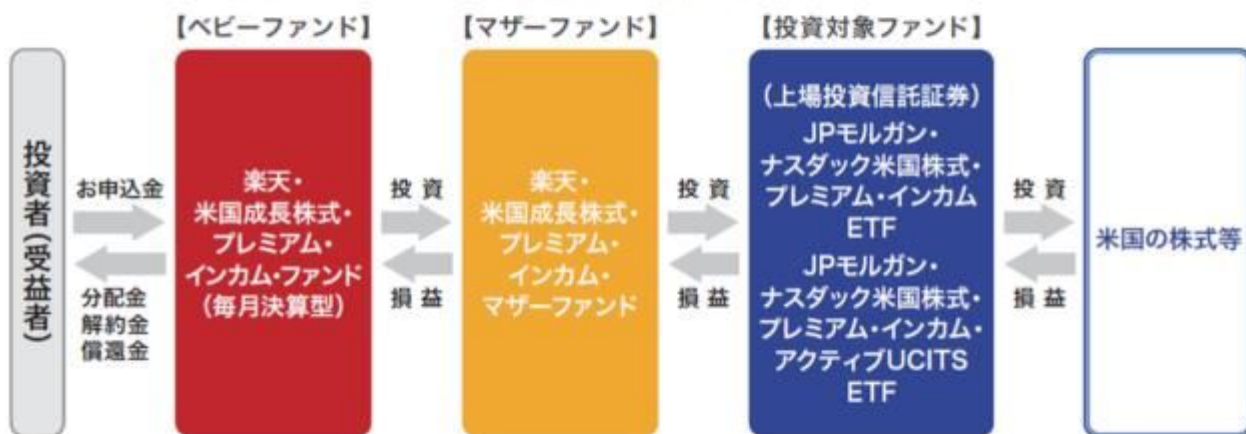 【ベビーファンド】
【マザーファンド】
【投資対象ファンド】
投資者(受益者)
お申込金
分配金
解約金
償還金
楽天・
米国成長株式・
プレミアム・
インカム・ファンド
(毎月決算型)
投資
損益
楽天・
米国成長株式・
プレミアム・
インカム・
マザーファンド
投資
損益
(上場投資信託証券)
JPモルガン・
ナスダック米国株式・
プレミアム・インカム
ETF
JPモルガン・
ナスダック米国株式・
プレミアム・インカム・
アクティブUCITS
ETF
投資
損益
米国の株式等